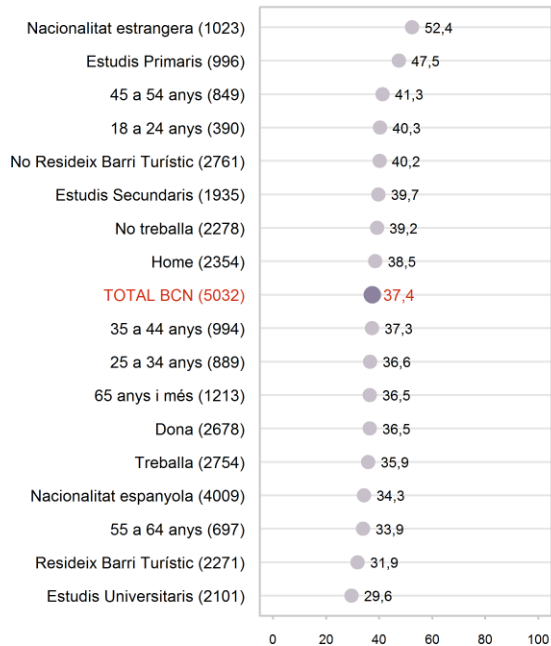 Nacionalitat estrangera (1023) 52,4
Estudis Primaris (996) 47,5
45 a 54 anys (849) 41,3
18 a 24 anys (390) 40,3
No Resideix Barri Turístic (2761) 40,2
Estudis Secundaris (1935) 39,7
No treballa (2278) 39,2
Home (2354) 38,5
TOTAL BCN (5032) 37,4
35 a 44 anys (994) 37,3
25 a 34 anys (889) 36,6
65 anys i més (1213) 36,5
Dona (2678) 36,5
Treballa (2754) 35,9
Nacionalitat espanyola (4009) 34,3
55 a 64 anys (697) 33,9
Resideix Barri Turístic (2271) 31,9
Estudis Universitaris (2101) 29,6
0 20 40 60 80 100